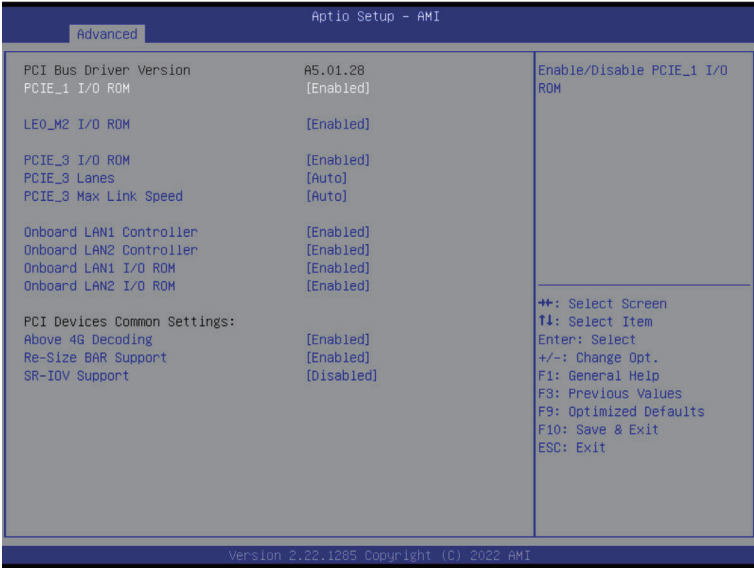 Aptio Setup – AMI
Advanced
PCI Bus Driver Version A5.01.28
PCIE_1 I/O ROM [Enabled]
LEO_M2 I/O ROM [Enabled]
PCIE_3 I/O ROM [Enabled]
PCIE_3 Lanes [Auto]
PCIE_3 Max Link Speed [Auto]
Onboard LAN1 Controller [Enabled]
Onboard LAN2 Controller [Enabled]
Onboard LAN1 I/O ROM [Enabled]
Onboard LAN2 I/O ROM [Enabled]
PCI Devices Common Settings:
Above 4G Decoding [Enabled]
Re-Size BAR Support [Enabled]
SR-IOV Support [Disabled]
Enable/Disable PCIE_1 I/O
ROM
→←: Select Screen
↑↓: Select Item
Enter: Select
+/-: Change Opt.
F1: General Help
F3: Previous Values
F9: Optimized Defaults
F10: Save & Exit
ESC: Exit
Version 2.22.1285 Copyright (C) 2022 AMI